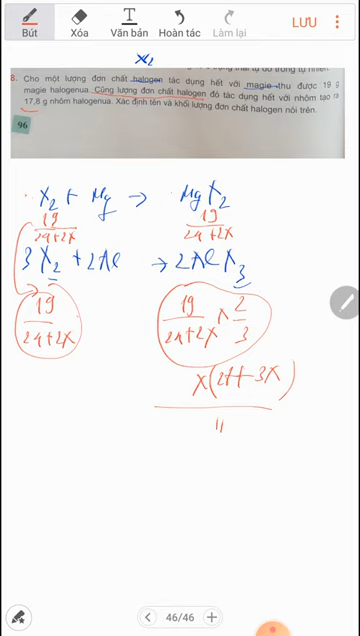 Bút Xóa Văn bản Hoàn tác Làm lại LƯU
X₂
8. Cho một lượng đơn chất halogen tác dụng hết với magie thu được 19 g
magie halogenua. Cũng lượng đơn chất halogen đó tác dụng hết với nhôm tạo ra
17,8 g nhôm halogenua. Xác định tên và khối lượng đơn chất halogen nói trên.
96
X₂ + Mg → MgX₂
19/24+2X 19/24+2X
3X₂ + 2Al → 2AlX₃
19/24+2X 19/24+2X × 2/3
X(27+3X)
46/46